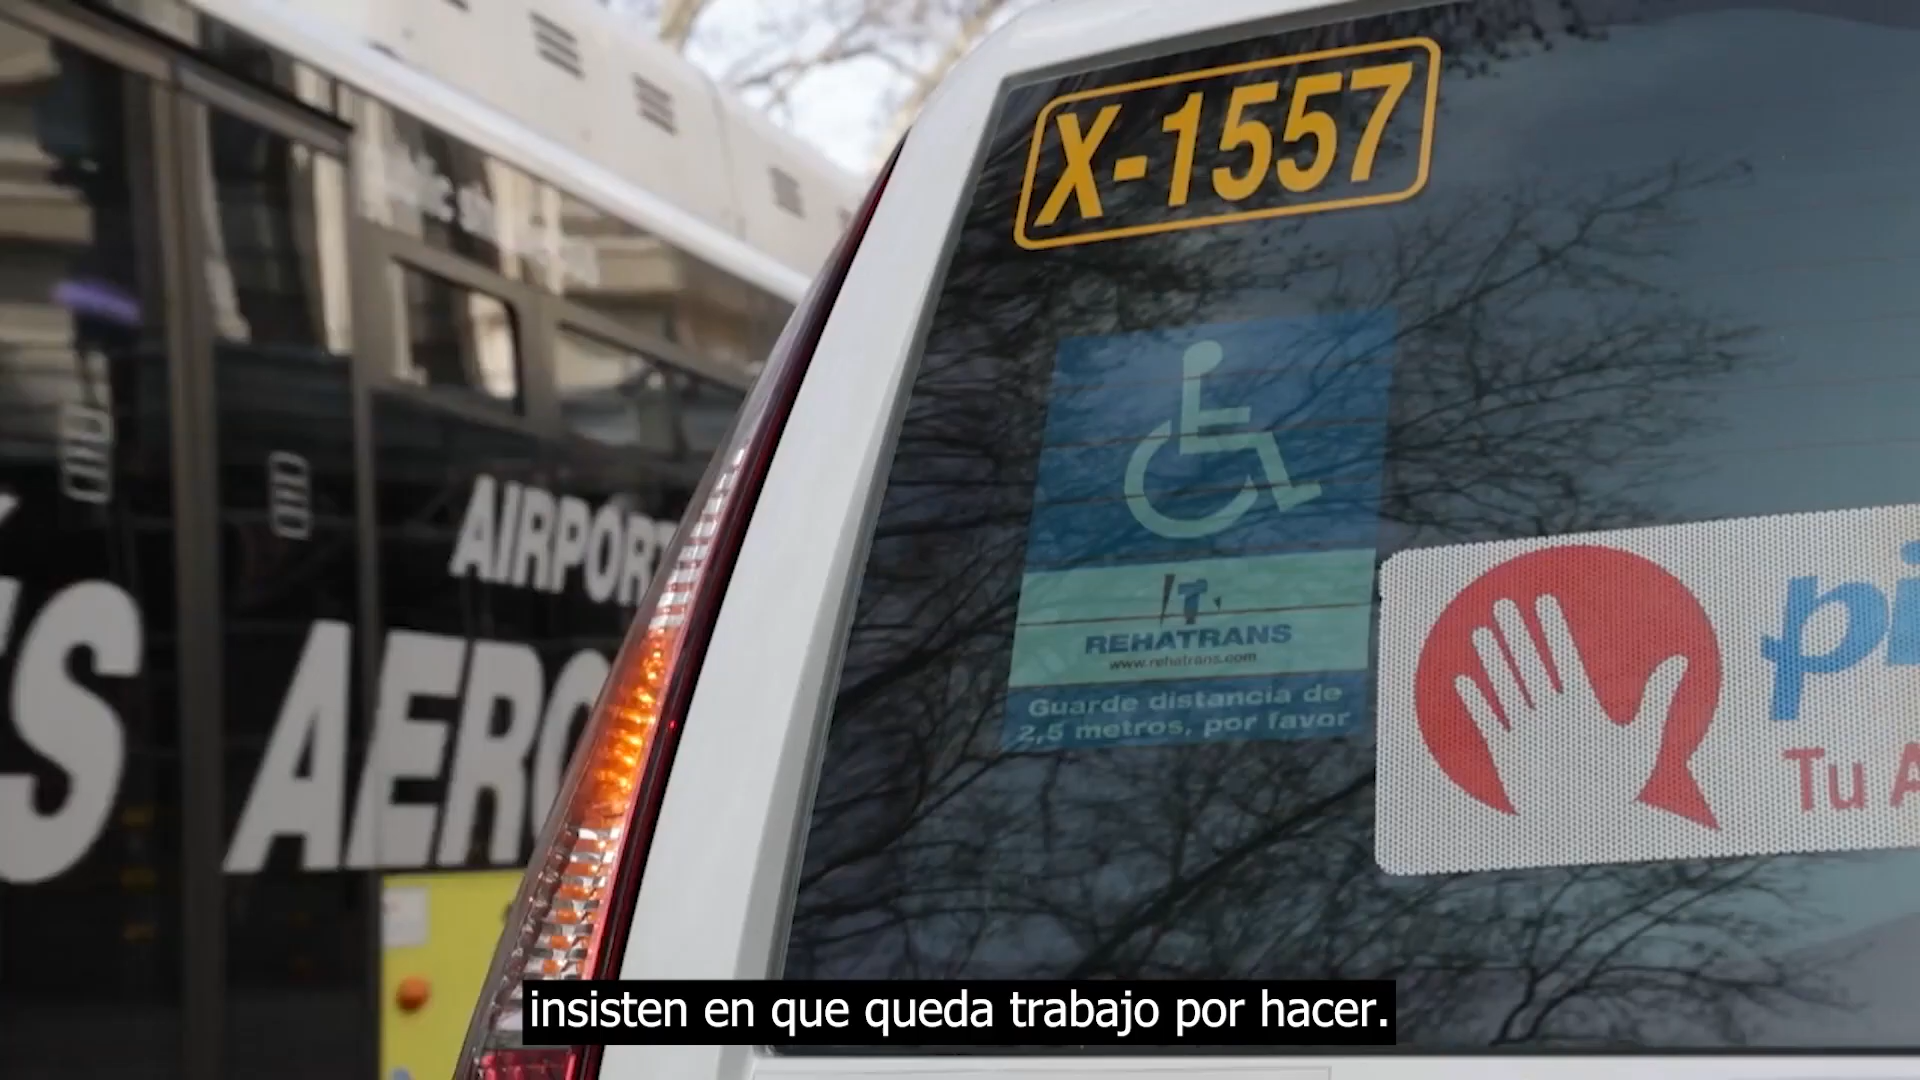 X-1557
AIRPORT
S
AERO
REHATRANS
www.rehatrans.com
Guarde distancia de
2,5 metros, por favor
pi
Tu A
insisten en que queda trabajo por hacer.